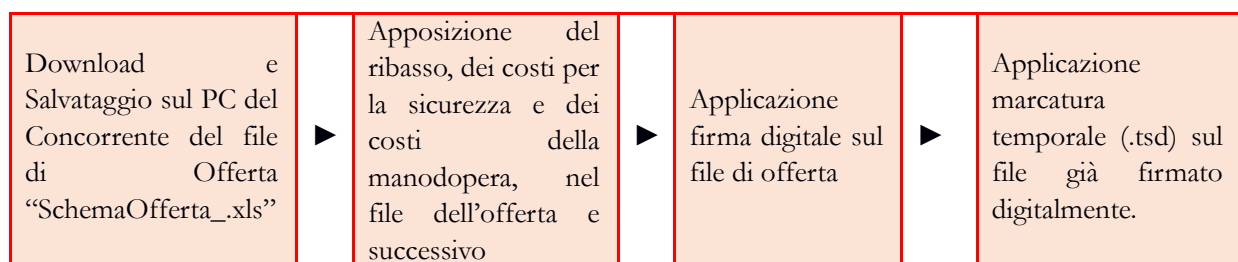 Download e
Salvataggio sul PC del
Concorrente del file
di Offerta
“SchemaOfferta_.xls”
►
Apposizione del
ribasso, dei costi per
la sicurezza e dei
costi della
manodopera, nel
file dell’offerta e
successivo
►
Applicazione
firma digitale sul
file di offerta
►
Applicazione
marcatura
temporale (.tsd) sul
file già firmato
digitalmente.